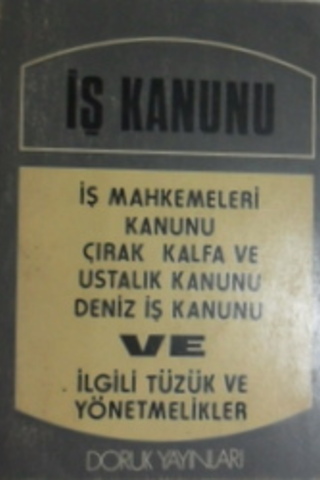 İŞ KANUNU
İŞ MAHKEMELERİ
KANUNU
ÇIRAK KALFA VE
USTALIK KANUNU
DENİZ İŞ KANUNU
VE
İLGİLİ TÜZÜK VE
YÖNETMELİKLER
DORUK YAYINLARI